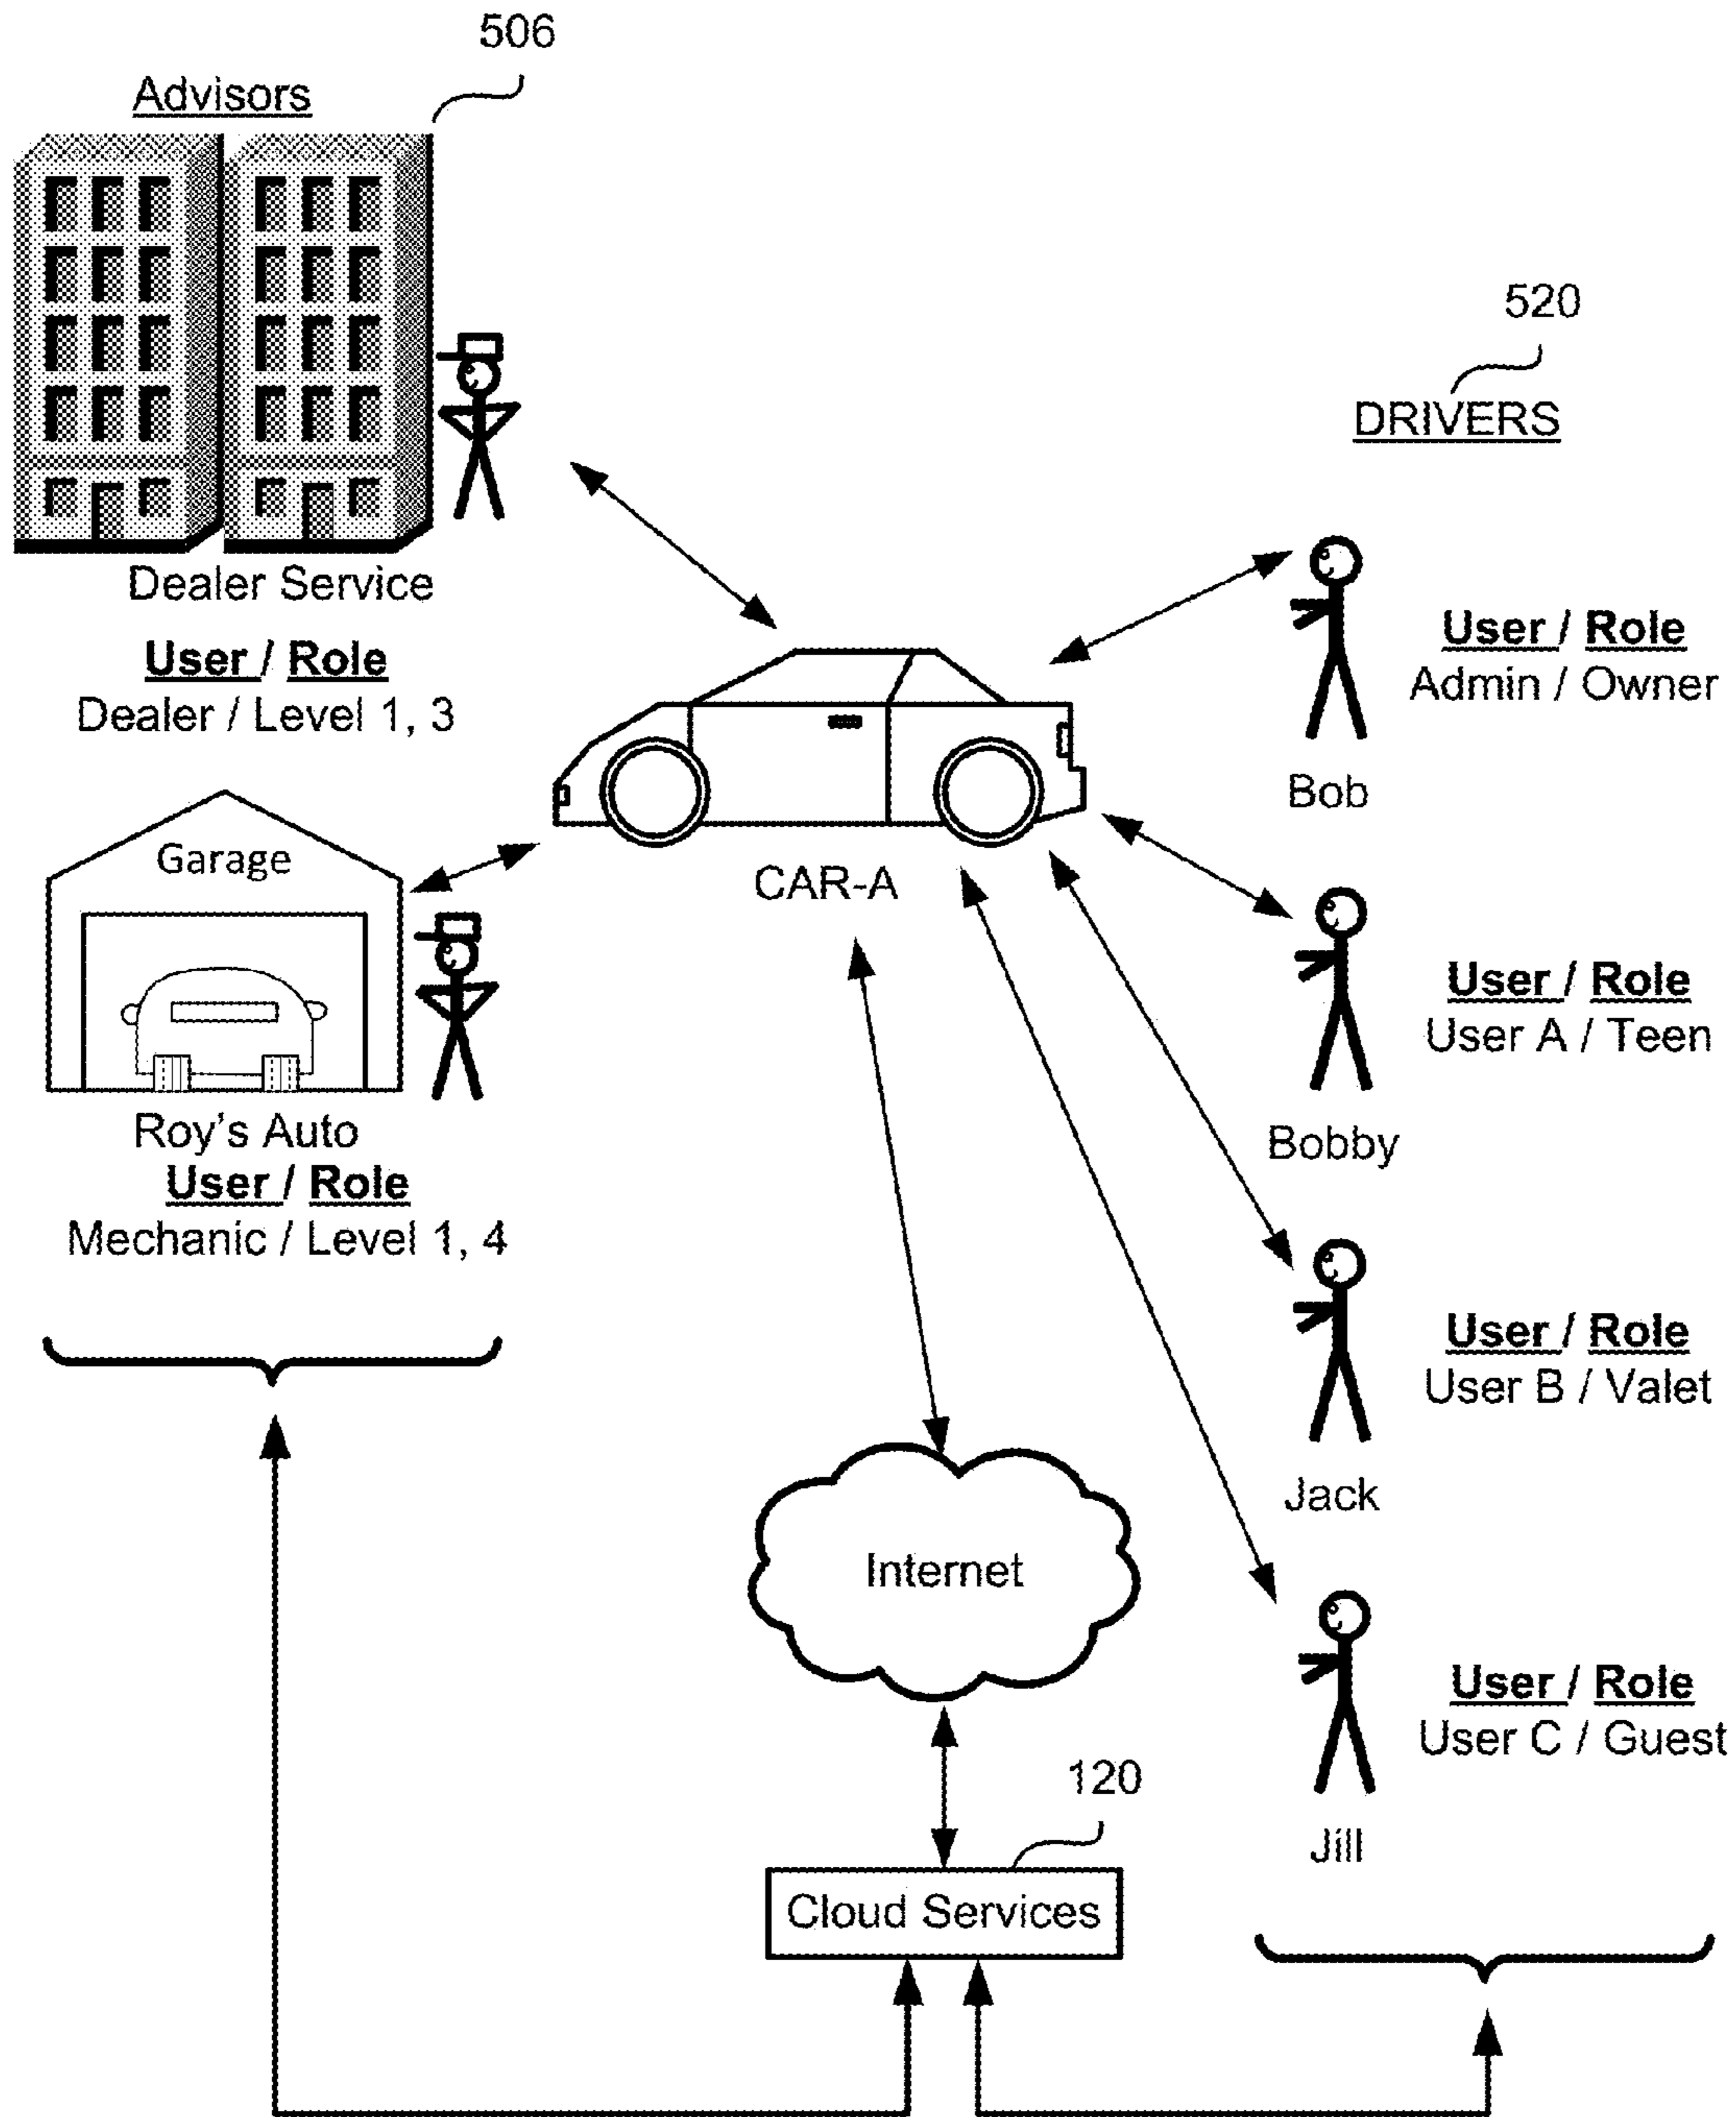 506
Advisors
520
DRIVERS
Dealer Service
User / Role
Dealer / Level 1, 3
User / Role
Admin / Owner
Bob
Garage
CAR-A
User / Role
User A / Teen
Bobby
Roy's Auto
User / Role
Mechanic / Level 1, 4
User / Role
User B / Valet
Jack
Internet
User / Role
User C / Guest
Jill
120
Cloud Services